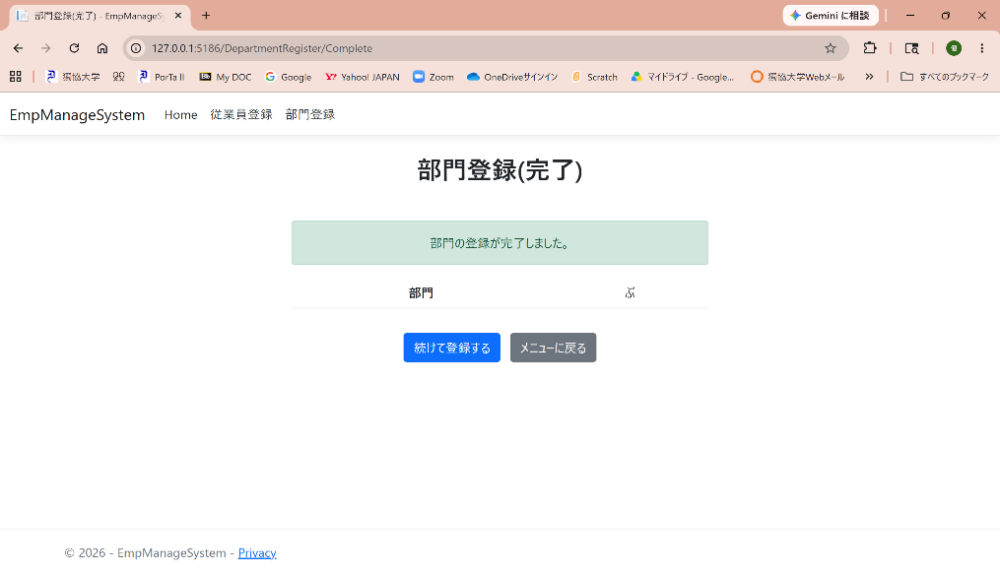 部門登録(完了) - EmpManageSy
Gemini に相談
127.0.0.1:5186/DepartmentRegister/Complete
優
獨協大学
PorTa II
My DOC
Google
Yahoo! JAPAN
Zoom
OneDriveサインイン
Scratch
マイドライブ - Google...
獨協大学Webメール
»
すべてのブックマーク
EmpManageSystem Home 従業員登録 部門登録
部門登録(完了)
部門の登録が完了しました。
部門 ぶ
続けて登録する メニューに戻る
© 2026 - EmpManageSystem - Privacy